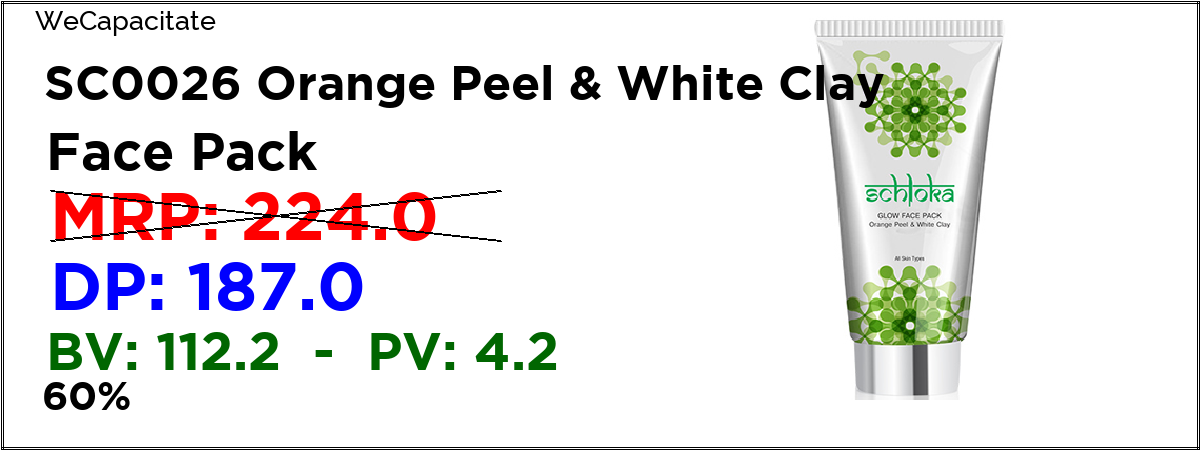 WeCapacitate
SC0026 Orange Peel & White Clay
Face Pack
MRP: 224.0
DP: 187.0
BV: 112.2 - PV: 4.2
60%
schloka
GLOW FACE PACK
Orange Peel & White Clay
All Skin Types